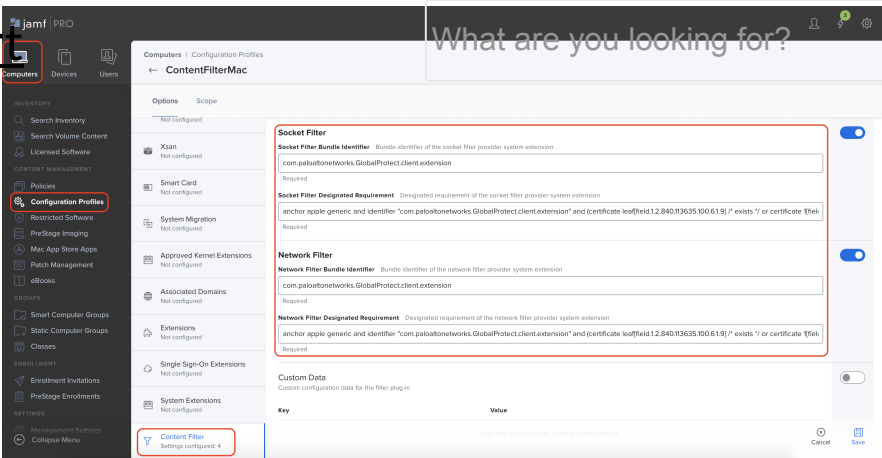 jamf PRO
What are you looking for?
3
t
Computers
Devices
Users
Computers : Configuration Profiles
← ContentFilterMac
Options
Scope
INVENTORY
Search Inventory
Search Volume Content
Licensed Software
CONTENT MANAGEMENT
Policies
Configuration Profiles
Restricted Software
PreStage Imaging
Mac App Store Apps
Patch Management
eBooks
GROUPS
Smart Computer Groups
Static Computer Groups
Classes
ENROLLMENT
Enrollment Invitations
PreStage Enrollments
SETTINGS
Management Settings
Collapse Menu
Not configured
Xsan
Not configured
Smart Card
Not configured
System Migration
Not configured
Approved Kernel Extensions
Not configured
Associated Domains
Not configured
Extensions
Not configured
Single Sign-On Extensions
Not configured
System Extensions
Not configured
Content Filter
Settings configured: 4
Socket Filter
Socket Filter Bundle Identifier Bundle identifier of the socket filter provider system extension
com.paloaltonetworks.GlobalProtect.client.extension
Required
Socket Filter Designated Requirement Designated requirement of the socket filter provider system extension
anchor apple generic and identifier "com.paloaltonetworks.GlobalProtect.client.extension" and (certificate leaf[field.1.2.840.113635.100.6.1.9] /* exists */ or certificate 1[field
Required
Network Filter
Network Filter Bundle Identifier Bundle identifier of the network filter provider system extension
com.paloaltonetworks.GlobalProtect.client.extension
Required
Network Filter Designated Requirement Designated requirement of the network filter provider system extension
anchor apple generic and identifier "com.paloaltonetworks.GlobalProtect.client.extension" and (certificate leaf[field.1.2.840.113635.100.6.1.9] /* exists */ or certificate 1[field
Required
Custom Data
Custom configuration data for the filter plug-in
Key
Value
Add first key to setup custom configuration
Cancel
Save